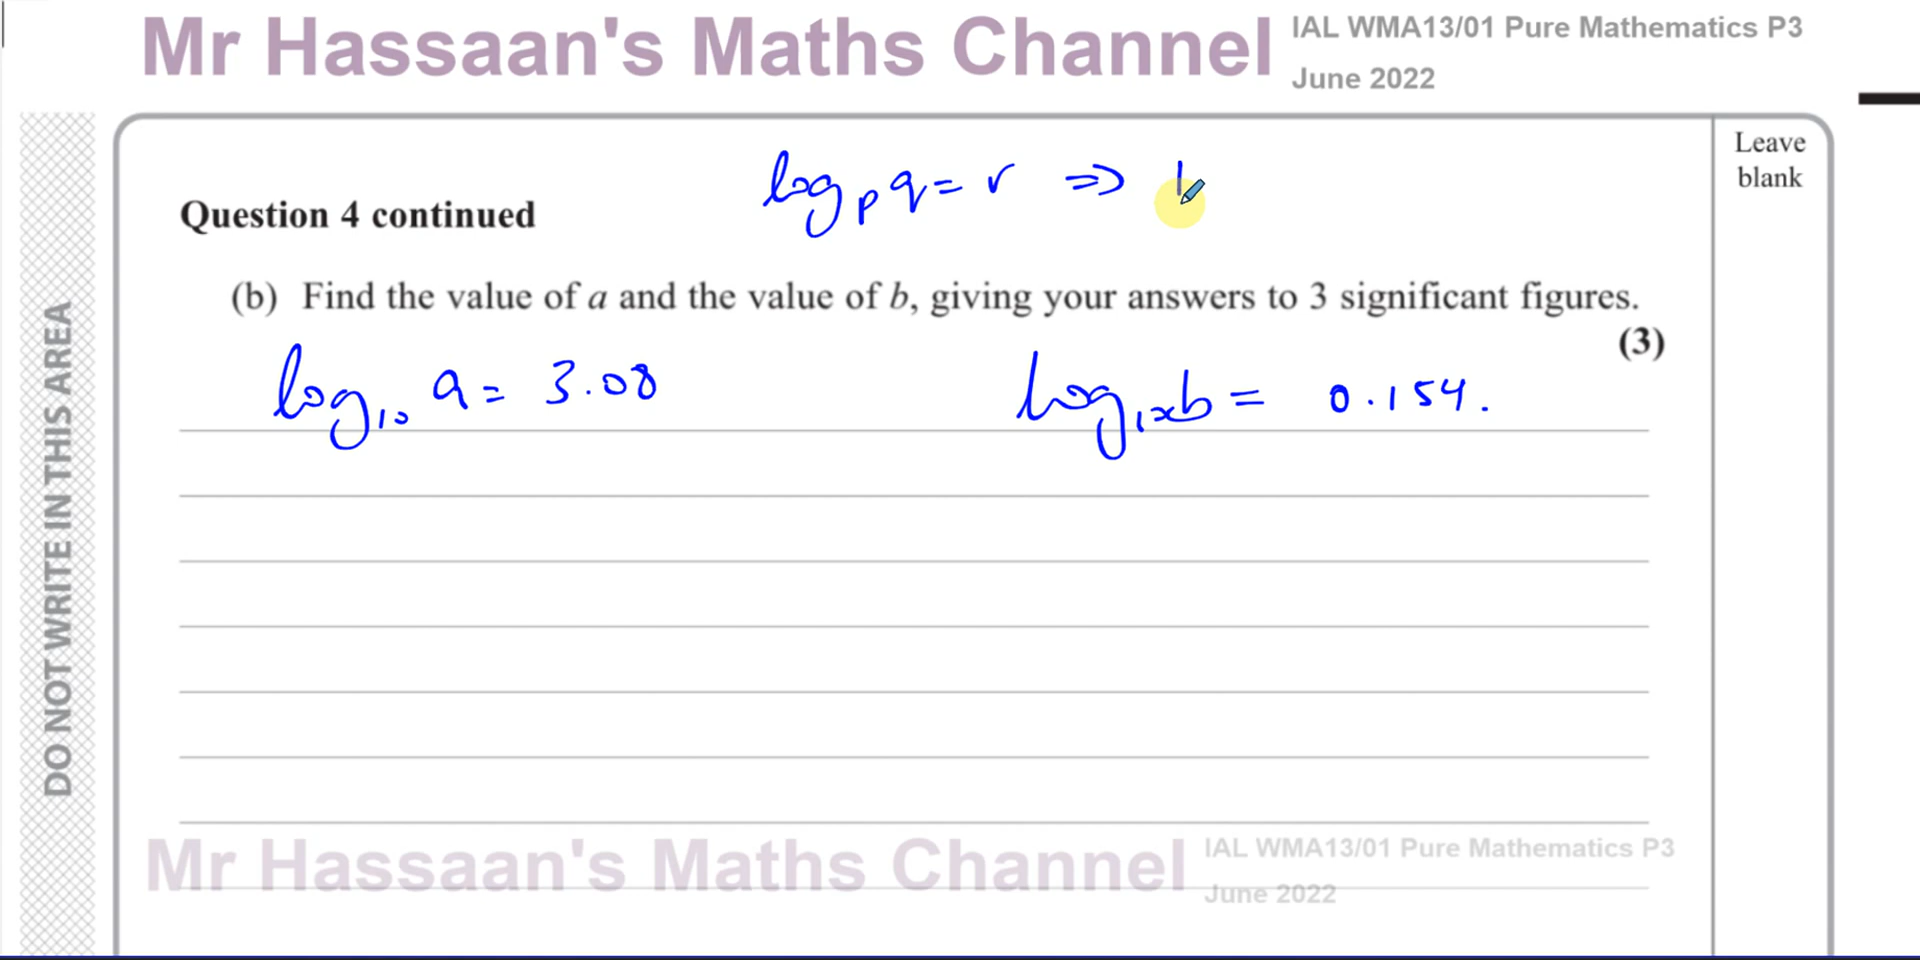 Mr Hassaan's Maths Channel
IAL WMA13/01 Pure Mathematics P3
June 2022
Leave
blank
log_p q = r ⇒
Question 4 continued
(b) Find the value of a and the value of b, giving your answers to 3 significant figures.
(3)
log₁₀ a = 3.08
log₁₀ b = 0.154.
DO NOT WRITE IN THIS AREA
Mr Hassaan's Maths Channel
IAL WMA13/01 Pure Mathematics P3
June 2022